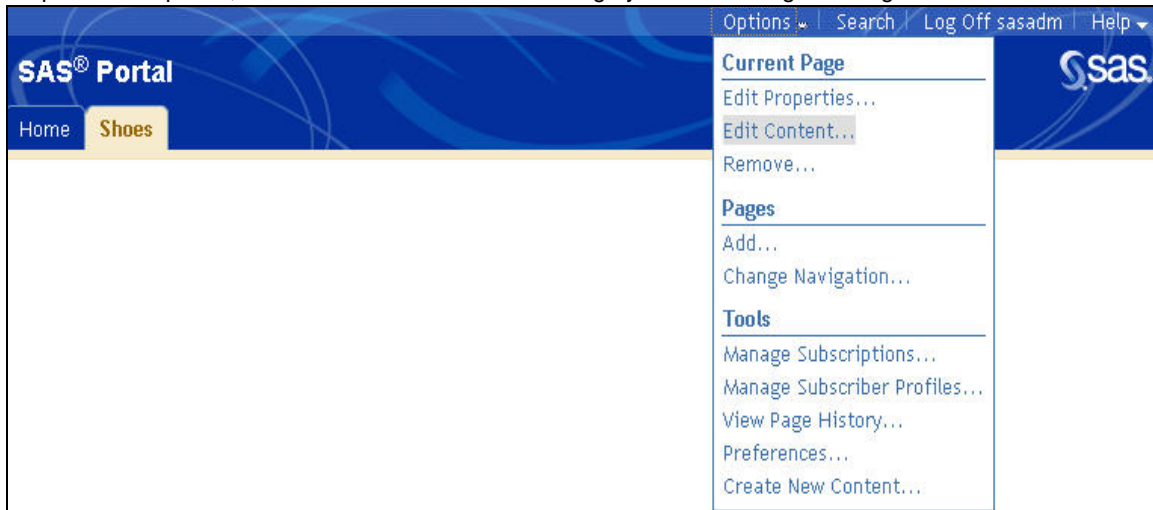 Options | Search | Log Off sasadm | Help
SAS® Portal
sas.
Home
Shoes
Current Page
Edit Properties...
Edit Content...
Remove...
Pages
Add...
Change Navigation...
Tools
Manage Subscriptions...
Manage Subscriber Profiles...
View Page History...
Preferences...
Create New Content...